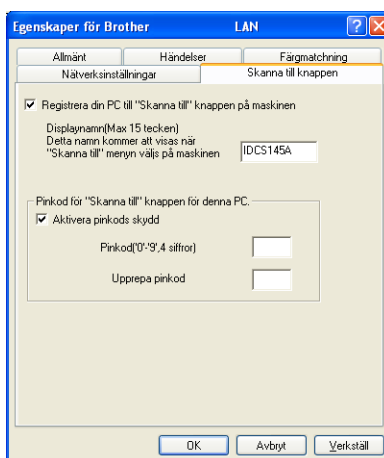 Egenskaper för Brother LAN
Allmänt Händelser Färgmatchning
Nätverksinställningar Skanna till knappen
Registrera din PC till "Skanna till" knappen på maskinen
Displaynamn(Max 15 tecken)
Detta namn kommer att visas när
"Skanna till" menyn väljs på maskinen
IDCS145A
Pinkod för "Skanna till" knappen för denna PC.
Aktivera pinkods skydd
Pinkod('0'-'9',4 siffror)
Upprepa pinkod
OK Avbryt Verkställ